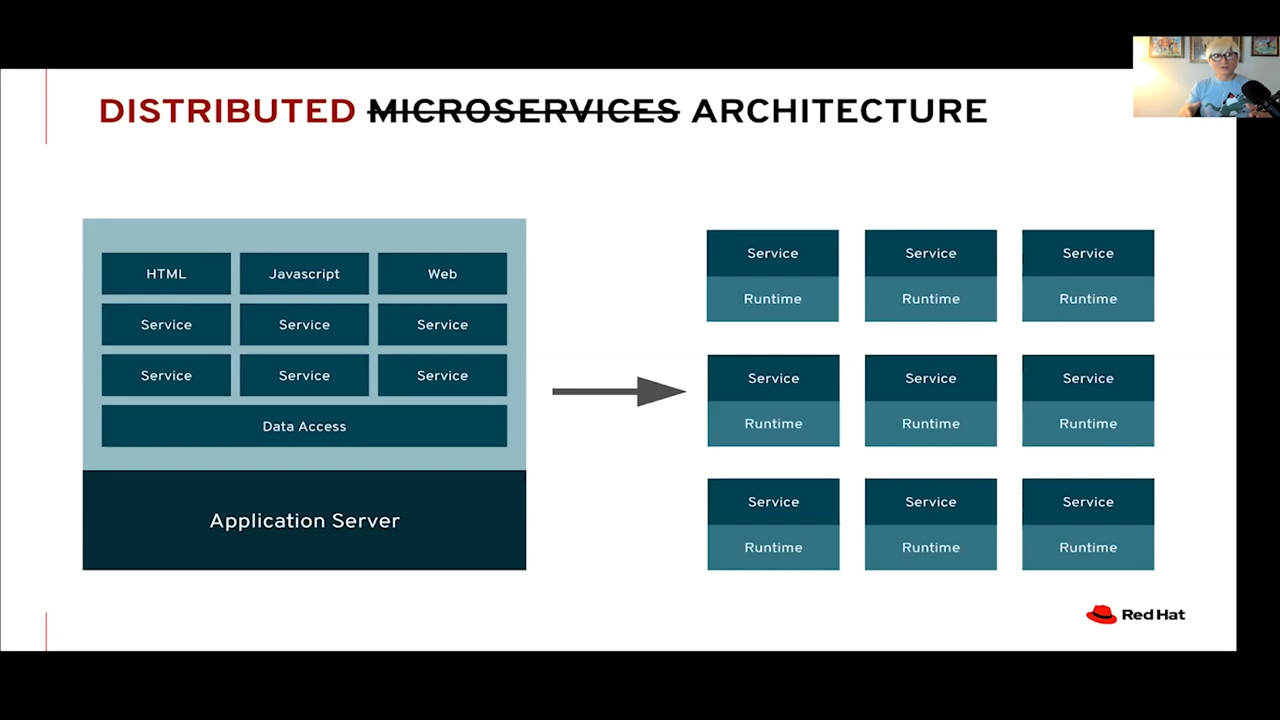 DISTRIBUTED MICROSERVICES ARCHITECTURE
HTML Javascript Web
Service Service Service
Service Service Service
Data Access
Application Server
Service Service Service
Runtime Runtime Runtime
Service Service Service
Runtime Runtime Runtime
Service Service Service
Runtime Runtime Runtime
Red Hat